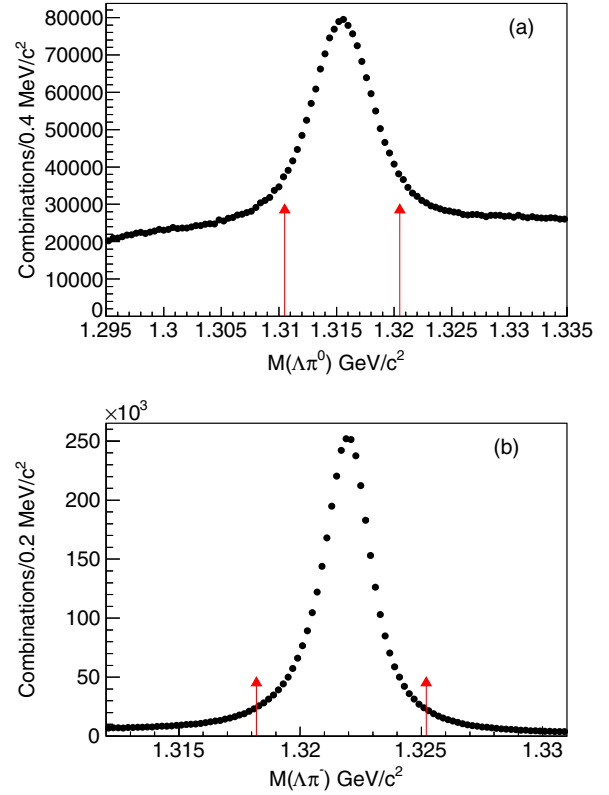 (a)
Combinations/0.4 MeV/c²
80000
70000
60000
50000
40000
30000
20000
10000
0
1.295 1.3 1.305 1.31 1.315 1.32 1.325 1.33 1.335
M(Λπ⁰) GeV/c²
×10³
(b)
Combinations/0.2 MeV/c²
250
200
150
100
50
0
1.315 1.32 1.325 1.33
M(Λπ⁻) GeV/c²